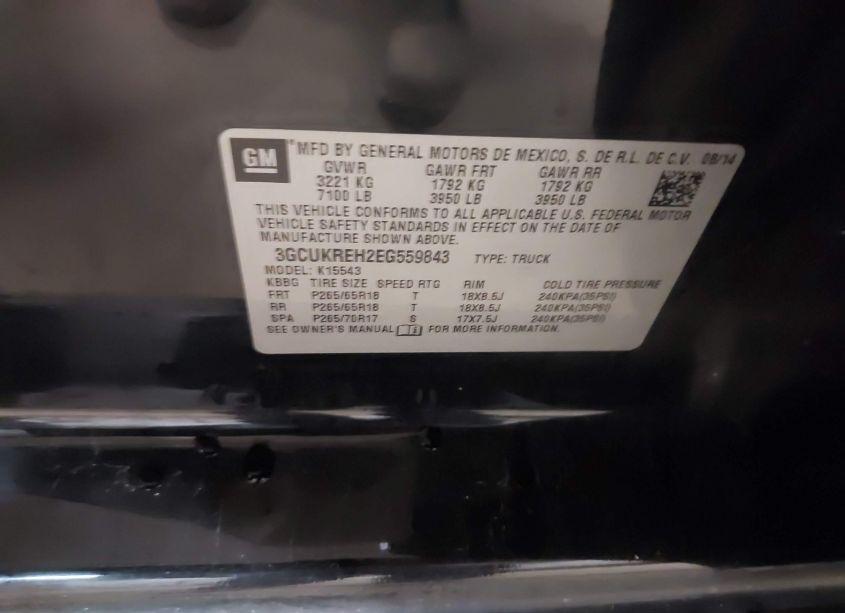 GM MFD BY GENERAL MOTORS DE MEXICO, S. DE R.L. DE C.V. 08/14
GVWR GAWR FRT GAWR RR
3221 KG 1792 KG 1792 KG
7100 LB 3950 LB 3950 LB
THIS VEHICLE CONFORMS TO ALL APPLICABLE U.S. FEDERAL MOTOR
VEHICLE SAFETY STANDARDS IN EFFECT ON THE DATE OF
MANUFACTURE SHOWN ABOVE.
3GCUKREH2EG559843 TYPE: TRUCK
MODEL: K15543
KBBG TIRE SIZE SPEED RTG RIM COLD TIRE PRESSURE
FRT P265/65R18 T 18X8.5J 240KPA(35PSI)
RR P265/65R18 T 18X8.5J 240KPA(35PSI)
SPA P265/70R17 S 17X7.5J 240KPA(35PSI)
SEE OWNER'S MANUAL FOR MORE INFORMATION.